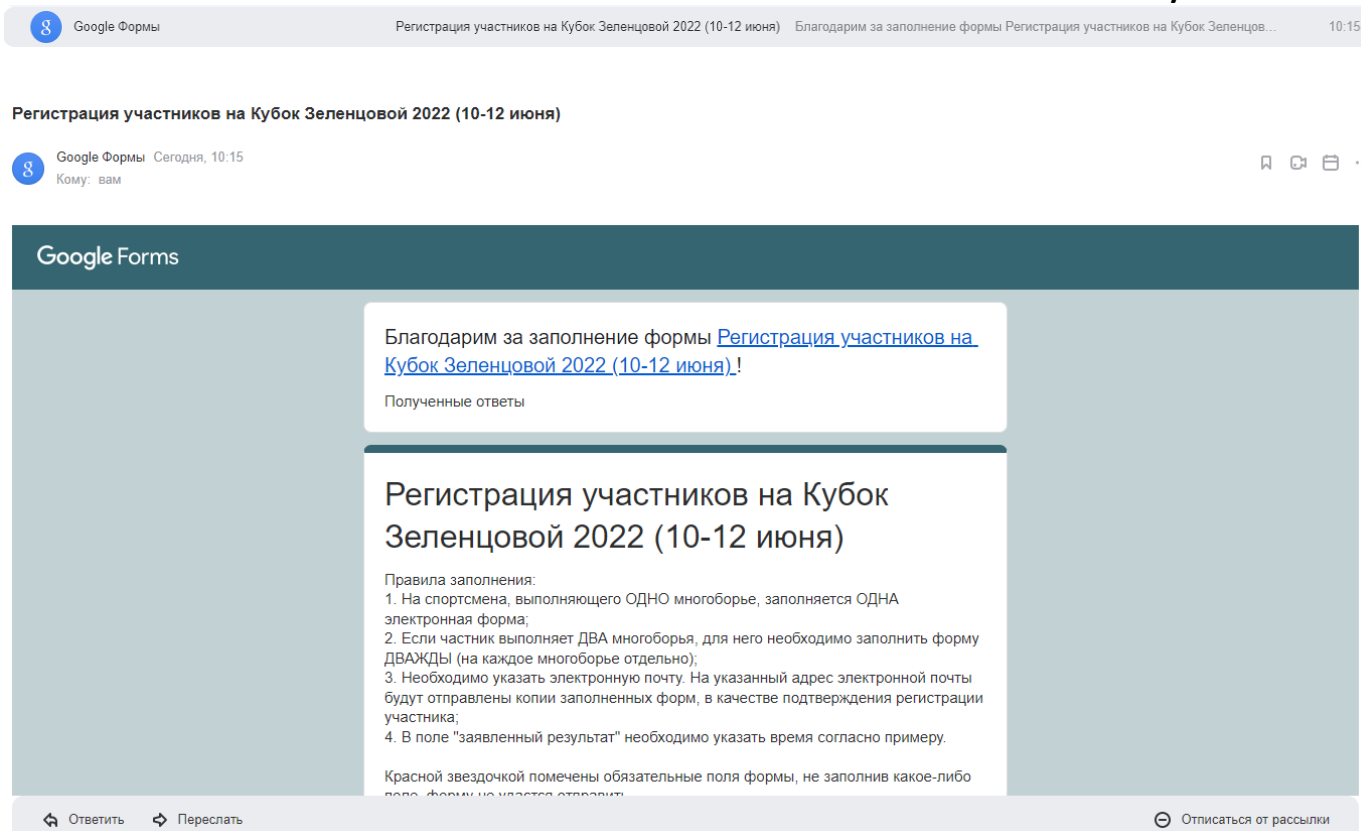 Google Формы Регистрация участников на Кубок Зеленцовой 2022 (10-12 июня) Благодарим за заполнение формы Регистрация участников на Кубок Зеленцов... 10:15
Регистрация участников на Кубок Зеленцовой 2022 (10-12 июня)
Google Формы Сегодня, 10:15
Кому: вам
Google Forms
Благодарим за заполнение формы Регистрация участников на
Кубок Зеленцовой 2022 (10-12 июня) !
Полученные ответы
Регистрация участников на Кубок
Зеленцовой 2022 (10-12 июня)
Правила заполнения:
1. На спортсмена, выполняющего ОДНО многоборье, заполняется ОДНА
электронная форма;
2. Если частник выполняет ДВА многоборья, для него необходимо заполнить форму
ДВАЖДЫ (на каждое многоборье отдельно);
3. Необходимо указать электронную почту. На указанный адрес электронной почты
будут отправлены копии заполненных форм, в качестве подтверждения регистрации
участника;
4. В поле "заявленный результат" необходимо указать время согласно примеру.
Красной звездочкой помечены обязательные поля формы, не заполнив какое-либо
поле, форму не удастся отправить
Ответить Переслать Отписаться от рассылки